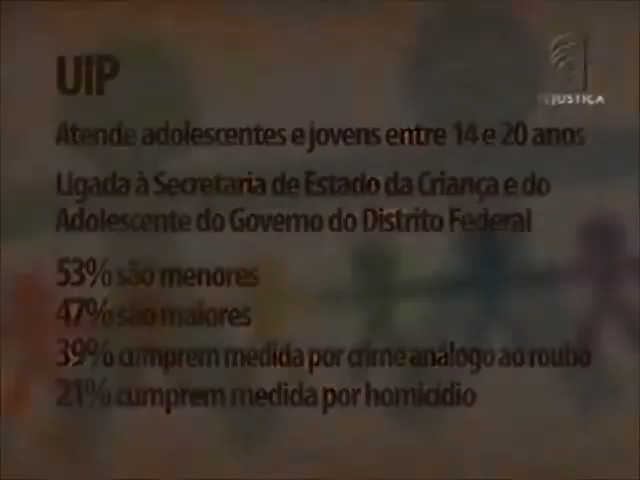 UIP
TV JUSTIÇA
Atende adolescentes e jovens entre 14 e 20 anos
Ligada à Secretaria de Estado da Criança e do
Adolescente do Governo do Distrito Federal
53% são menores
47% são maiores
39% cumprem medida por crime análogo ao roubo
21% cumprem medida por homicídio